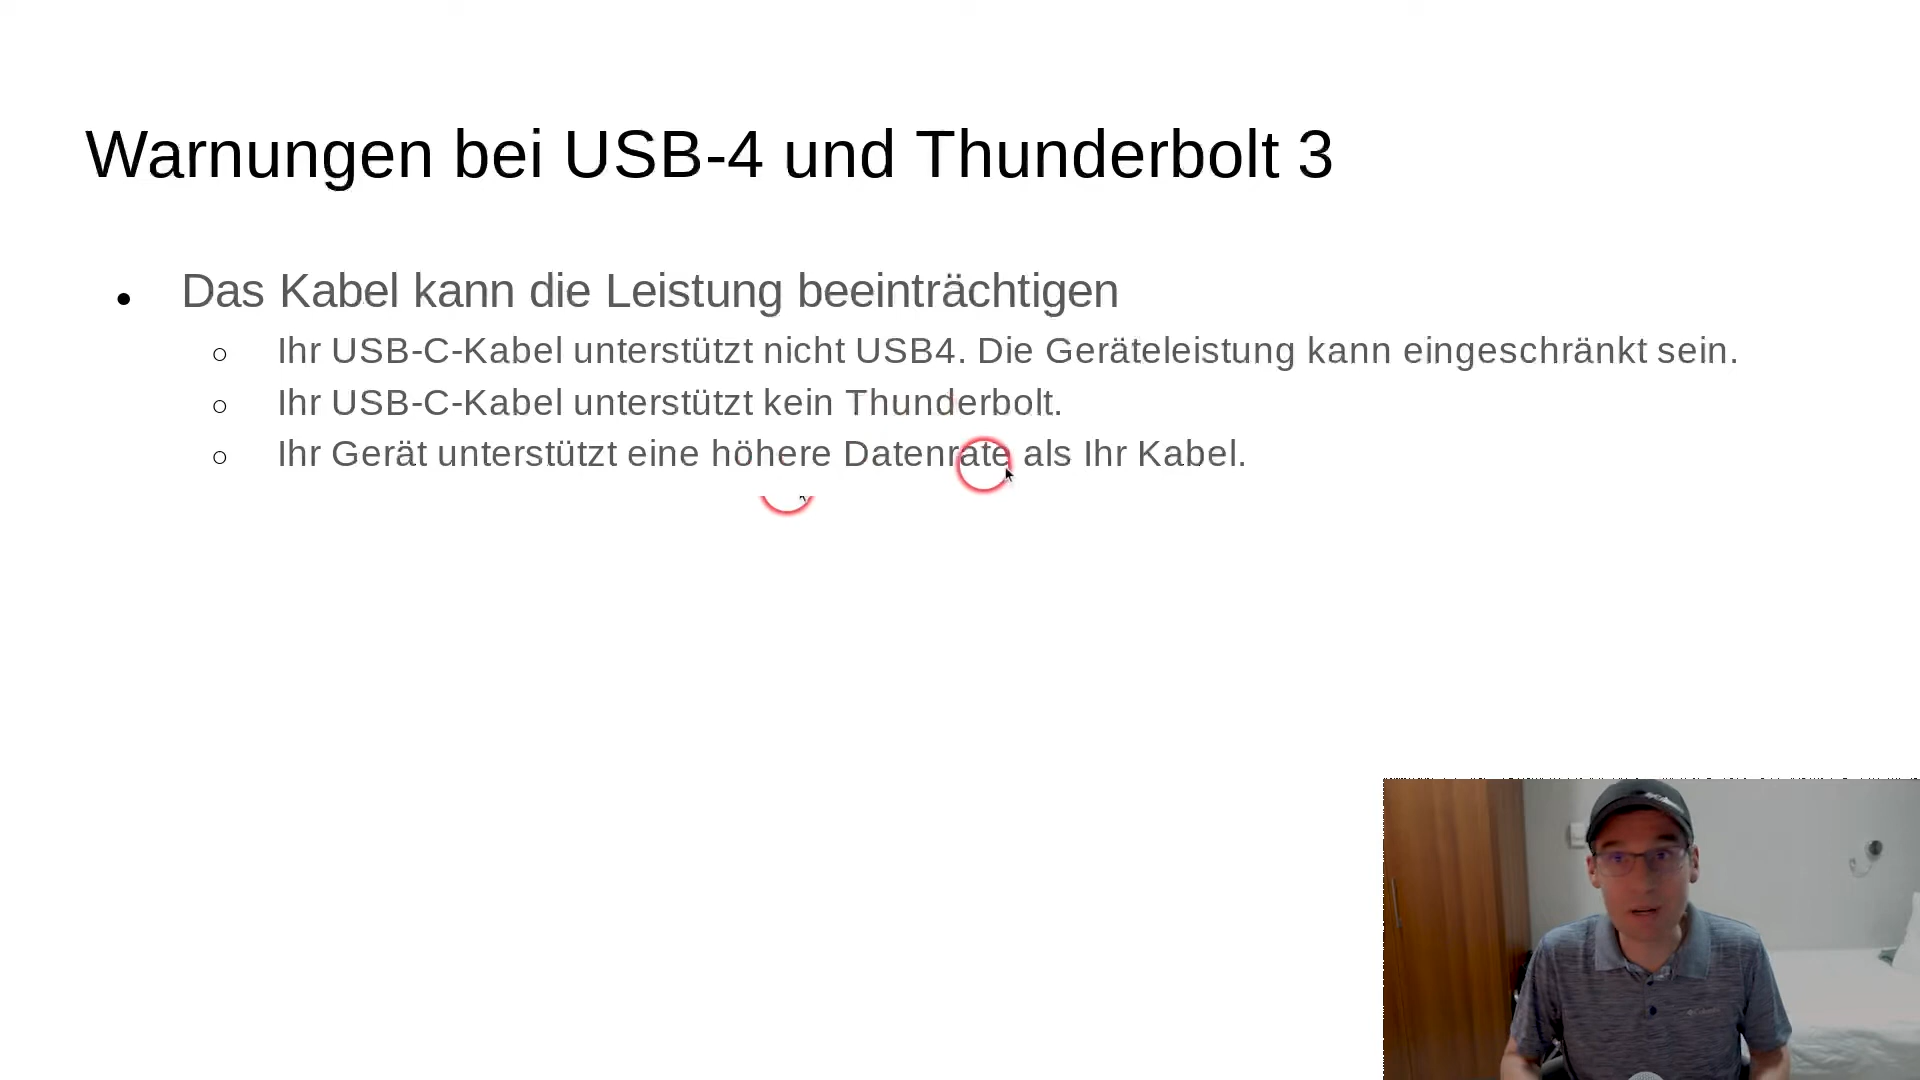 Warnungen bei USB-4 und Thunderbolt 3
Das Kabel kann die Leistung beeinträchtigen
Ihr USB-C-Kabel unterstützt nicht USB4. Die Geräteleistung kann eingeschränkt sein.
Ihr USB-C-Kabel unterstützt kein Thunderbolt.
Ihr Gerät unterstützt eine höhere Datenrate als Ihr Kabel.